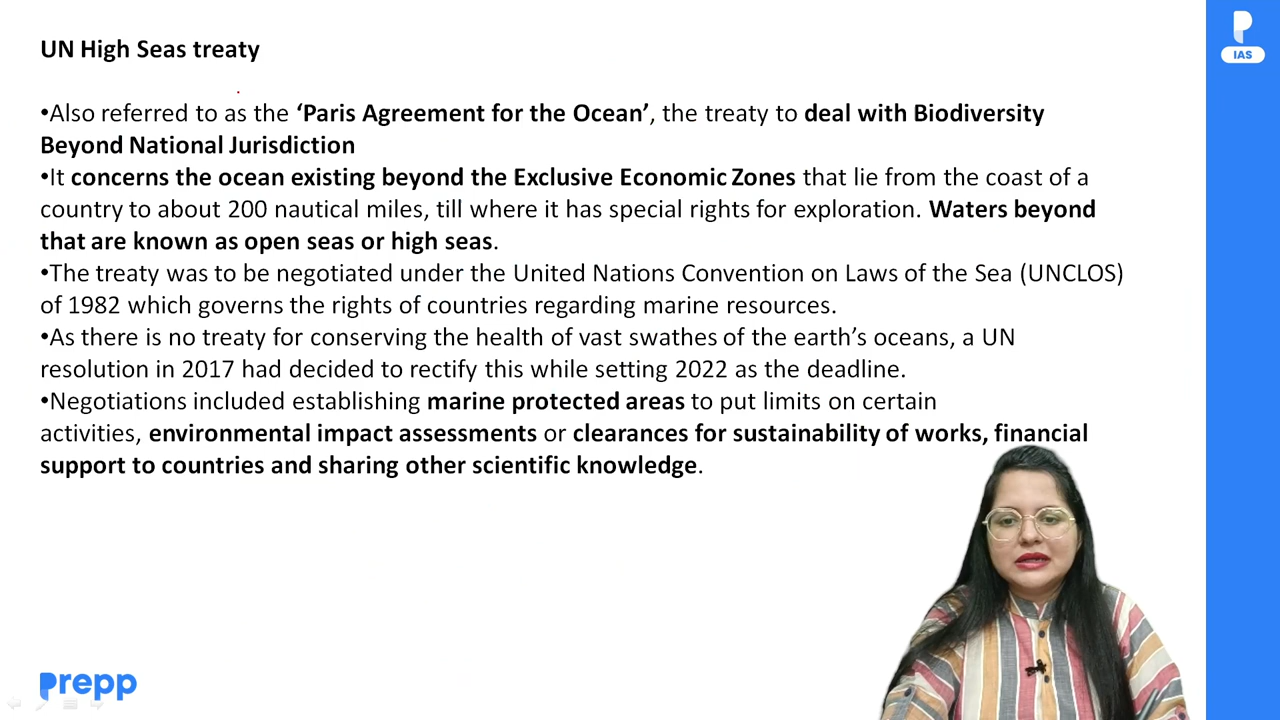 UN High Seas treaty
IAS
•Also referred to as the ‘Paris Agreement for the Ocean’, the treaty to deal with Biodiversity
Beyond National Jurisdiction
•It concerns the ocean existing beyond the Exclusive Economic Zones that lie from the coast of a
country to about 200 nautical miles, till where it has special rights for exploration. Waters beyond
that are known as open seas or high seas.
•The treaty was to be negotiated under the United Nations Convention on Laws of the Sea (UNCLOS)
of 1982 which governs the rights of countries regarding marine resources.
•As there is no treaty for conserving the health of vast swathes of the earth’s oceans, a UN
resolution in 2017 had decided to rectify this while setting 2022 as the deadline.
•Negotiations included establishing marine protected areas to put limits on certain
activities, environmental impact assessments or clearances for sustainability of works, financial
support to countries and sharing other scientific knowledge.
prepp